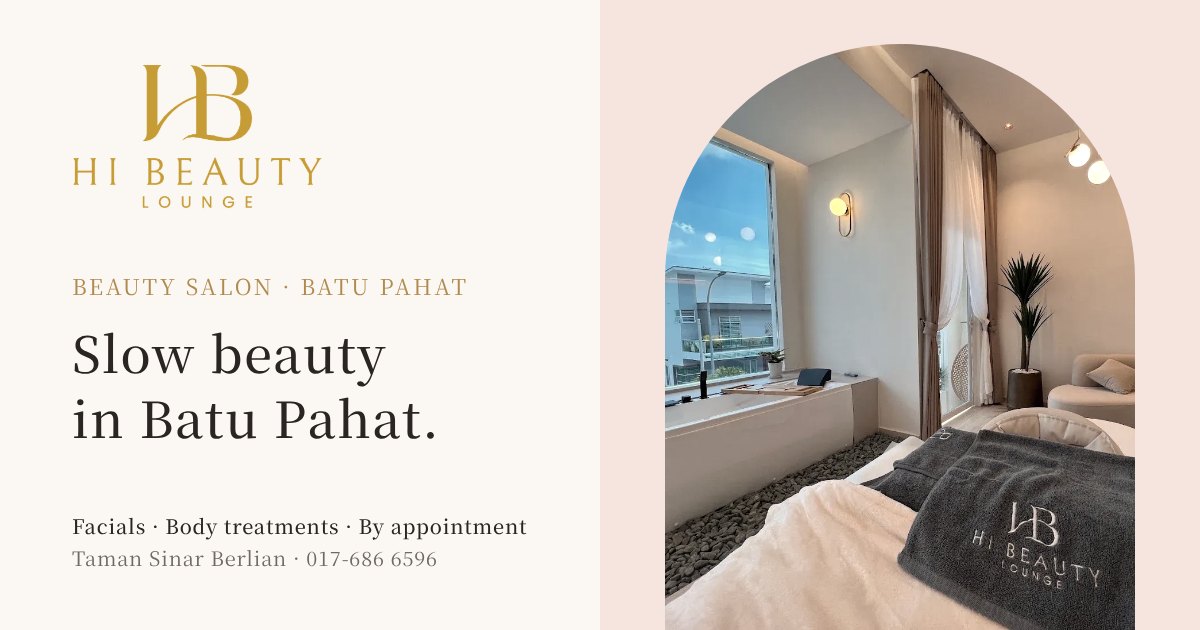 HB
HI BEAUTY
LOUNGE
BEAUTY SALON · BATU PAHAT
Slow beauty
in Batu Pahat.
Facials · Body treatments · By appointment
Taman Sinar Berlian · 017-686 6596
HB
HI BEAUTY
LOUNGE